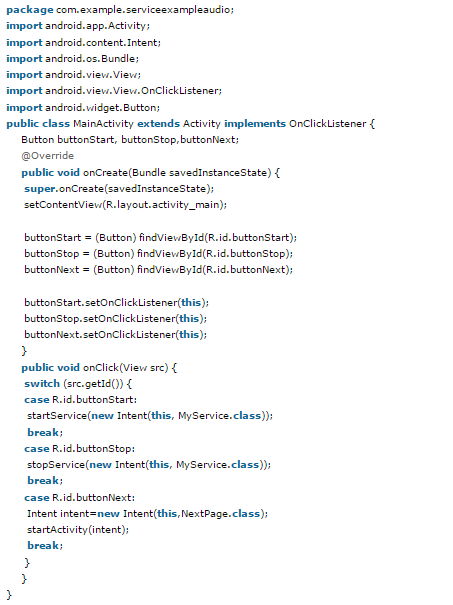 package com.example.serviceexampleaudio;
import android.app.Activity;
import android.content.Intent;
import android.os.Bundle;
import android.view.View;
import android.view.View.OnClickListener;
import android.widget.Button;
public class MainActivity extends Activity implements OnClickListener {
Button buttonStart, buttonStop,buttonNext;
@Override
public void onCreate(Bundle savedInstanceState) {
super.onCreate(savedInstanceState);
setContentView(R.layout.activity_main);
buttonStart = (Button) findViewById(R.id.buttonStart);
buttonStop = (Button) findViewById(R.id.buttonStop);
buttonNext = (Button) findViewById(R.id.buttonNext);
buttonStart.setOnClickListener(this);
buttonStop.setOnClickListener(this);
buttonNext.setOnClickListener(this);
}
public void onClick(View src) {
switch (src.getId()) {
case R.id.buttonStart:
startService(new Intent(this, MyService.class));
break;
case R.id.buttonStop:
stopService(new Intent(this, MyService.class));
break;
case R.id.buttonNext:
Intent intent=new Intent(this,NextPage.class);
startActivity(intent);
break;
}
}
}